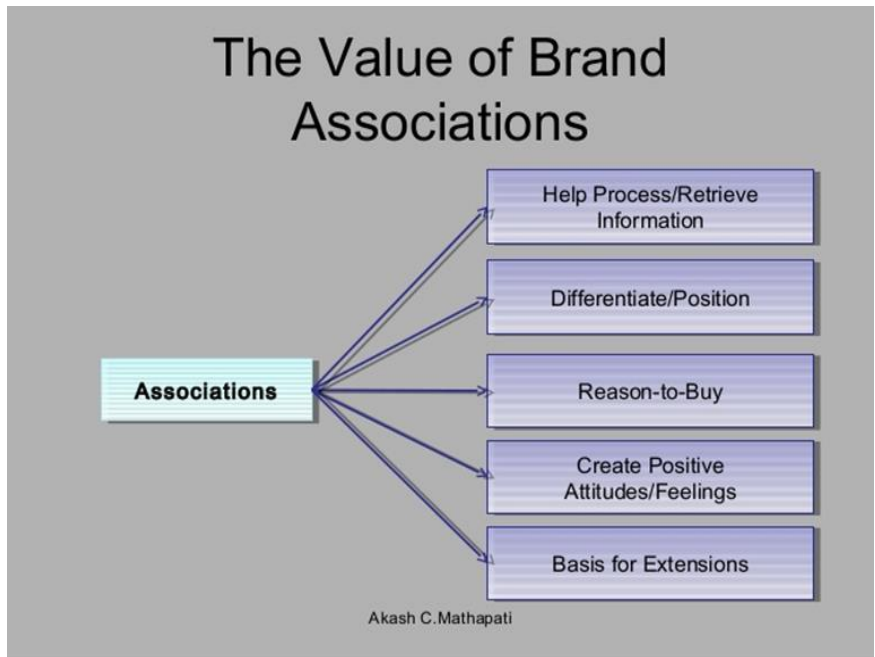 The Value of Brand
Associations
Help Process/Retrieve
Information
Differentiate/Position
Associations
Reason-to-Buy
Create Positive
Attitudes/Feelings
Basis for Extensions
Akash C.Mathapati